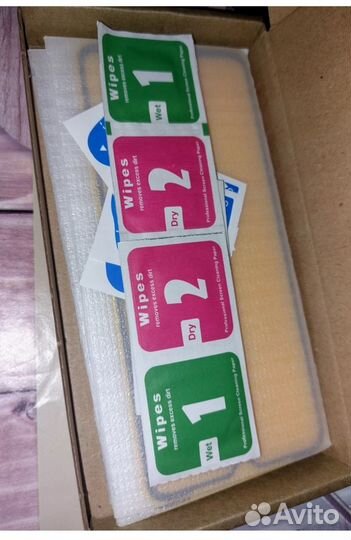 Wipes
removes excess dirt
1
Wet
Professional Screen Cleaning Paper
Wipes
removes excess dirt
2
Dry
Professional Screen Cleaning Paper
Wipes
removes excess dirt
2
Dry
Professional Screen Cleaning Paper
Wipes
removes excess dirt
1
Wet
Professional Screen Cleaning Paper
Avito